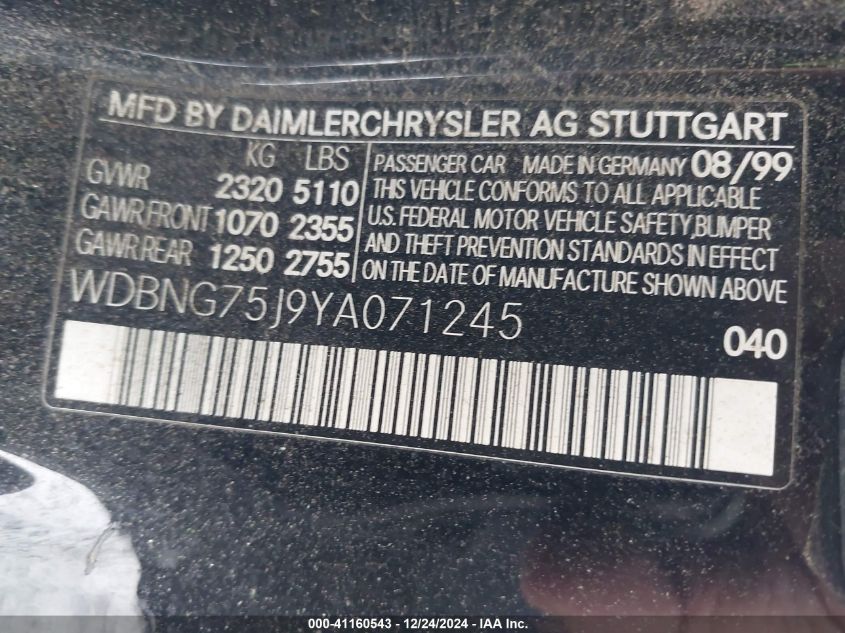 MFD BY DAIMLERCHRYSLER AG STUTTGART
KG LBS
GVWR 2320 5110
GAWR FRONT 1070 2355
GAWR REAR 1250 2755
PASSENGER CAR MADE IN GERMANY 08/99
THIS VEHICLE CONFORMS TO ALL APPLICABLE
U.S. FEDERAL MOTOR VEHICLE SAFETY, BUMPER
AND THEFT PREVENTION STANDARDS IN EFFECT
ON THE DATE OF MANUFACTURE
WDBNG75J9YA071245
040
000-41160543 - 12/24/2024 - IAA Inc.